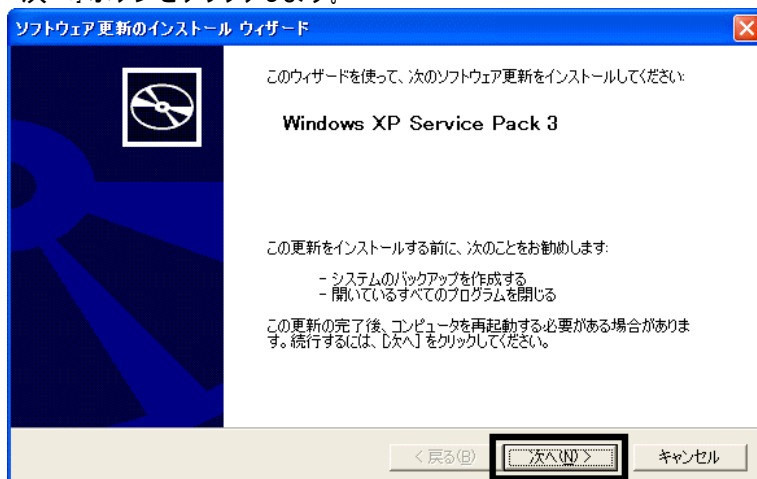 ソフトウェア更新のインストール ウィザード
このウィザードを使って、次のソフトウェア更新をインストールしてください:
Windows XP Service Pack 3
この更新をインストールする前に、次のことをお勧めします:
- システムのバックアップを作成する
- 開いているすべてのプログラムを閉じる
この更新の完了後、コンピュータを再起動する必要がある場合がありま
す。続行するには、[次へ] をクリックしてください。
< 戻る(B)
次へ(N) >
キャンセル